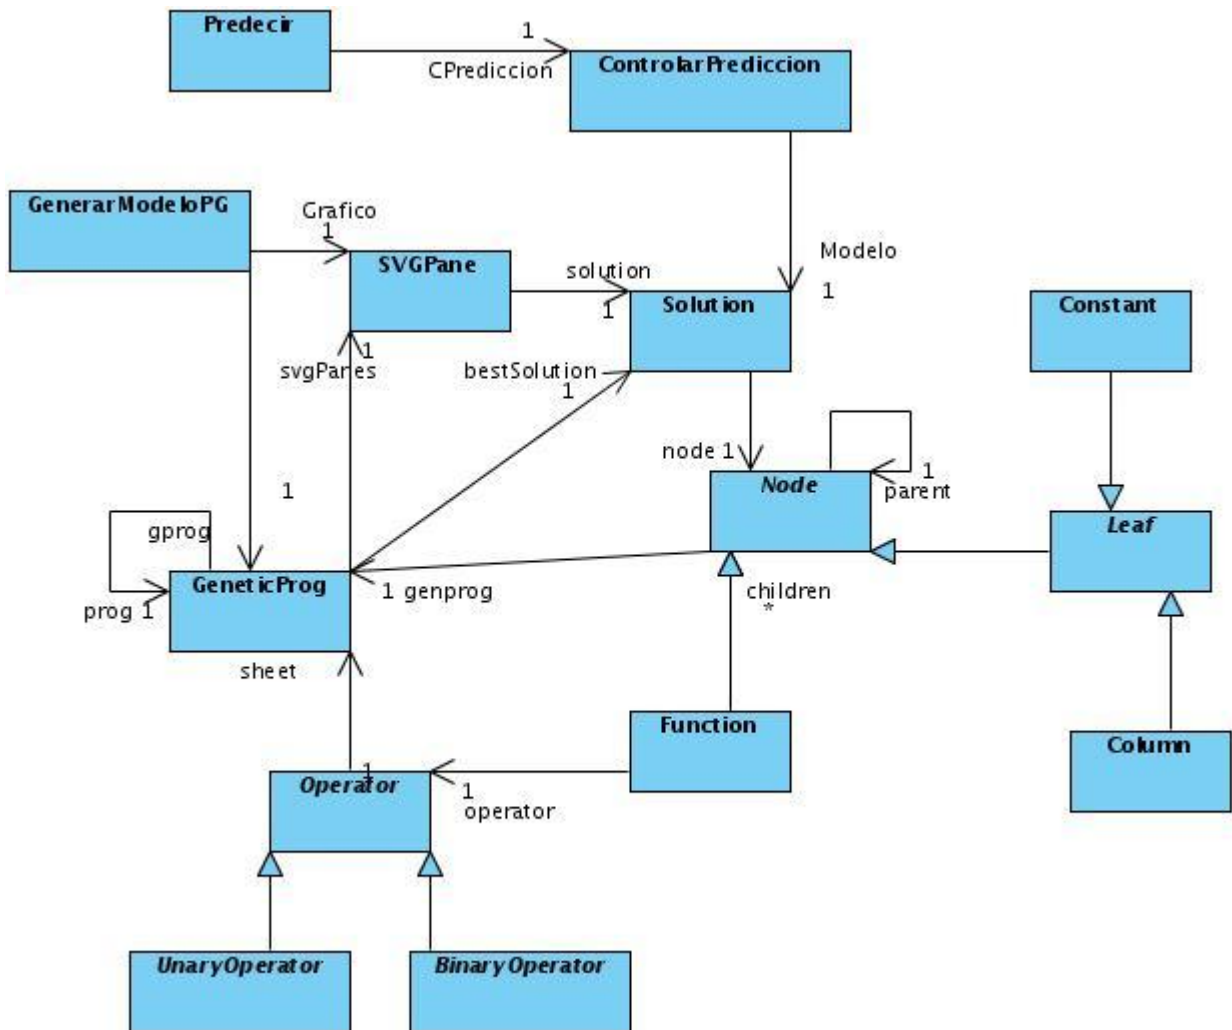 Predecir
1
CPrediccion
ControlarPrediccion
GenerarModeloPG
Grafico
1
SVGPane
solution
1
Modelo
1
Solution
Constant
1
svgPanes
bestSolution
1
node 1
Node
1
parent
1
gprog
Leaf
GeneticProg
prog 1
1 genprog
children
*
sheet
Function
Column
1
Operator
1
operator
UnaryOperator
BinaryOperator